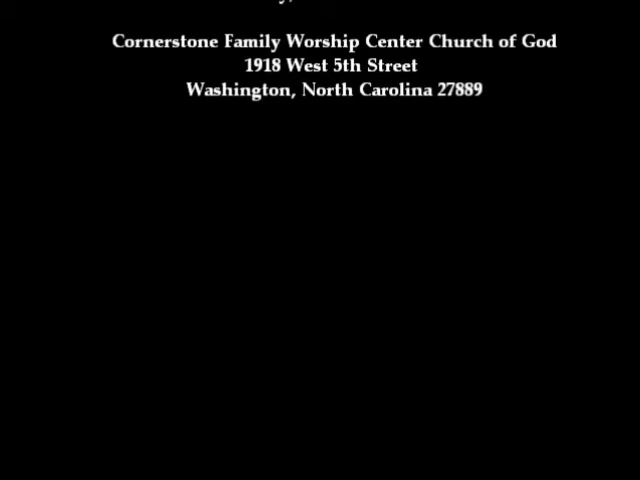 Cornerstone Family Worship Center Church of God
1918 West 5th Street
Washington, North Carolina 27889